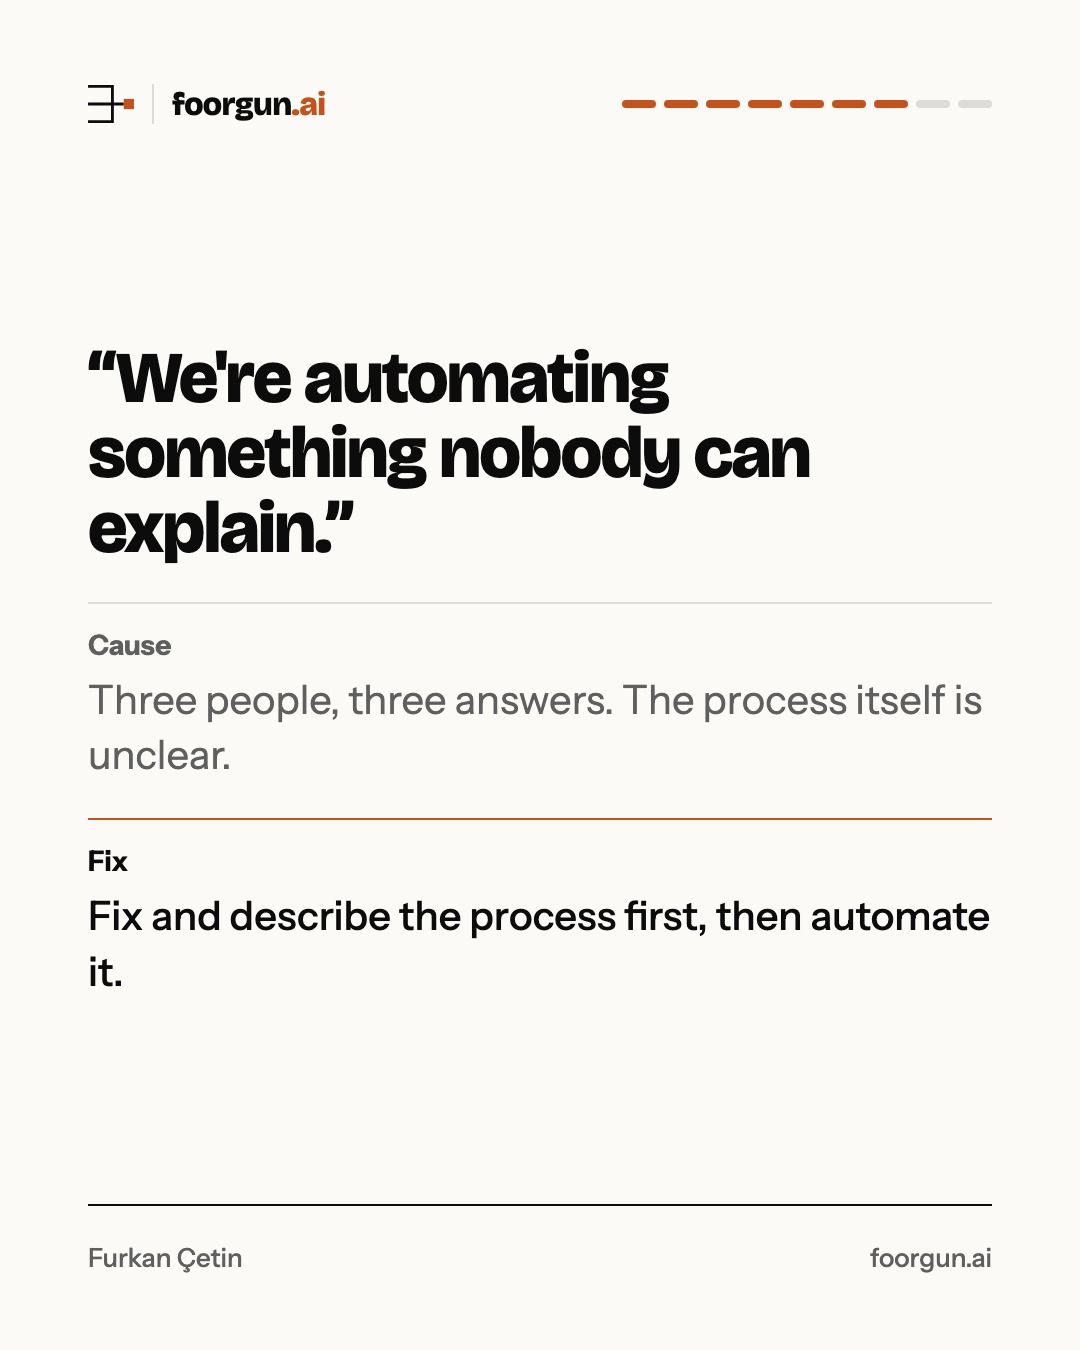 foorgun.ai
“We're automating
something nobody can
explain.”
Cause
Three people, three answers. The process itself is
unclear.
Fix
Fix and describe the process first, then automate
it.
Furkan Çetin
foorgun.ai